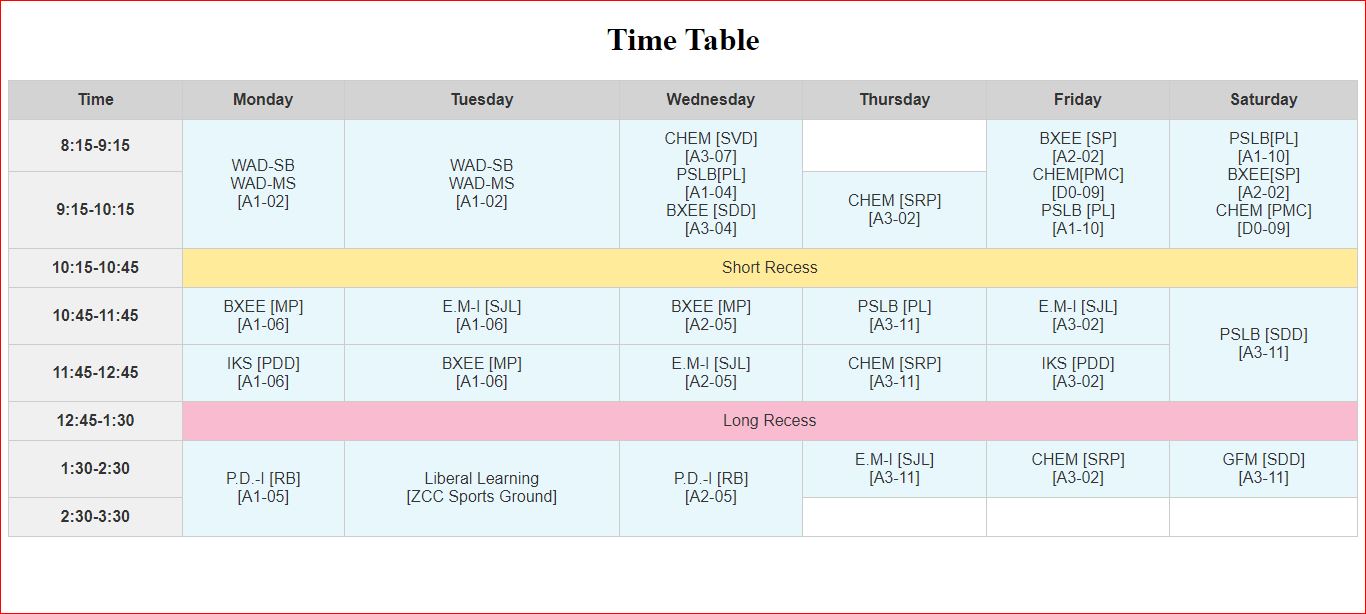 Time Table
Time Monday Tuesday Wednesday Thursday Friday Saturday
8:15-9:15
9:15-10:15
WAD-SB
WAD-MS
[A1-02]
WAD-SB
WAD-MS
[A1-02]
CHEM [SVD]
[A3-07]
PSLB[PL]
[A1-04]
BXEE [SDD]
[A3-04]
CHEM [SRP]
[A3-02]
BXEE [SP]
[A2-02]
CHEM[PMC]
[D0-09]
PSLB [PL]
[A1-10]
PSLB[PL]
[A1-10]
BXEE[SP]
[A2-02]
CHEM [PMC]
[D0-09]
10:15-10:45
Short Recess
10:45-11:45
BXEE [MP]
[A1-06]
E.M-I [SJL]
[A1-06]
BXEE [MP]
[A2-05]
PSLB [PL]
[A3-11]
E.M-I [SJL]
[A3-02]
PSLB [SDD]
[A3-11]
11:45-12:45
IKS [PDD]
[A1-06]
BXEE [MP]
[A1-06]
E.M-I [SJL]
[A2-05]
CHEM [SRP]
[A3-11]
IKS [PDD]
[A3-02]
12:45-1:30
Long Recess
1:30-2:30
P.D.-I [RB]
[A1-05]
Liberal Learning
[ZCC Sports Ground]
P.D.-I [RB]
[A2-05]
E.M-I [SJL]
[A3-11]
CHEM [SRP]
[A3-02]
GFM [SDD]
[A3-11]
2:30-3:30